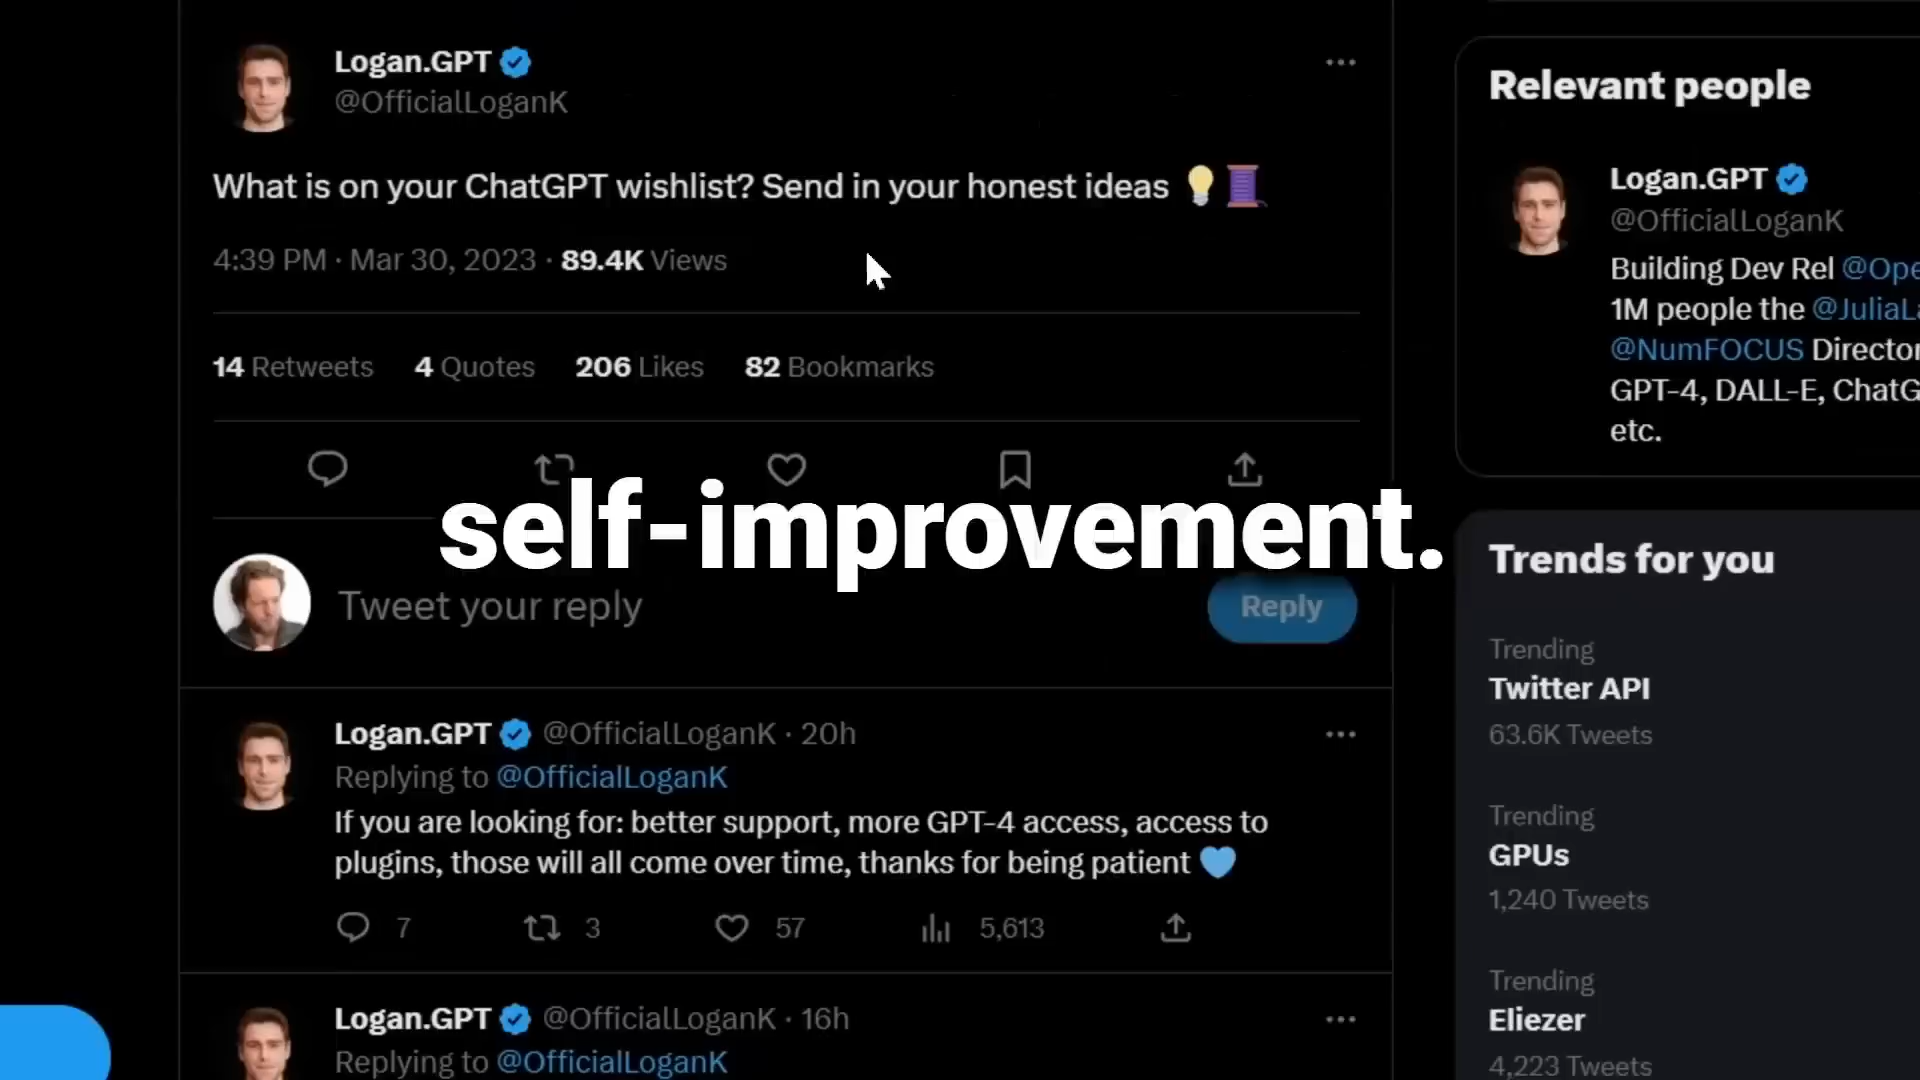 Logan.GPT
@OfficialLoganK
What is on your ChatGPT wishlist? Send in your honest ideas 💡🧵
4:39 PM · Mar 30, 2023 · 89.4K Views
14 Retweets 4 Quotes 206 Likes 82 Bookmarks
self-improvement.
Tweet your reply
Reply
Logan.GPT @OfficialLoganK · 20h
Replying to @OfficialLoganK
If you are looking for: better support, more GPT-4 access, access to
plugins, those will all come over time, thanks for being patient 💙
7 3 57 5,613
Logan.GPT @OfficialLoganK · 16h
Replying to @OfficialLoganK
Relevant people
Logan.GPT
@OfficialLoganK
Building Dev Rel @Ope
1M people the @JuliaLa
@NumFOCUS Director
GPT-4, DALL-E, ChatG
etc.
Trends for you
Trending
Twitter API
63.6K Tweets
Trending
GPUs
1,240 Tweets
Trending
Eliezer
4,223 Tweets